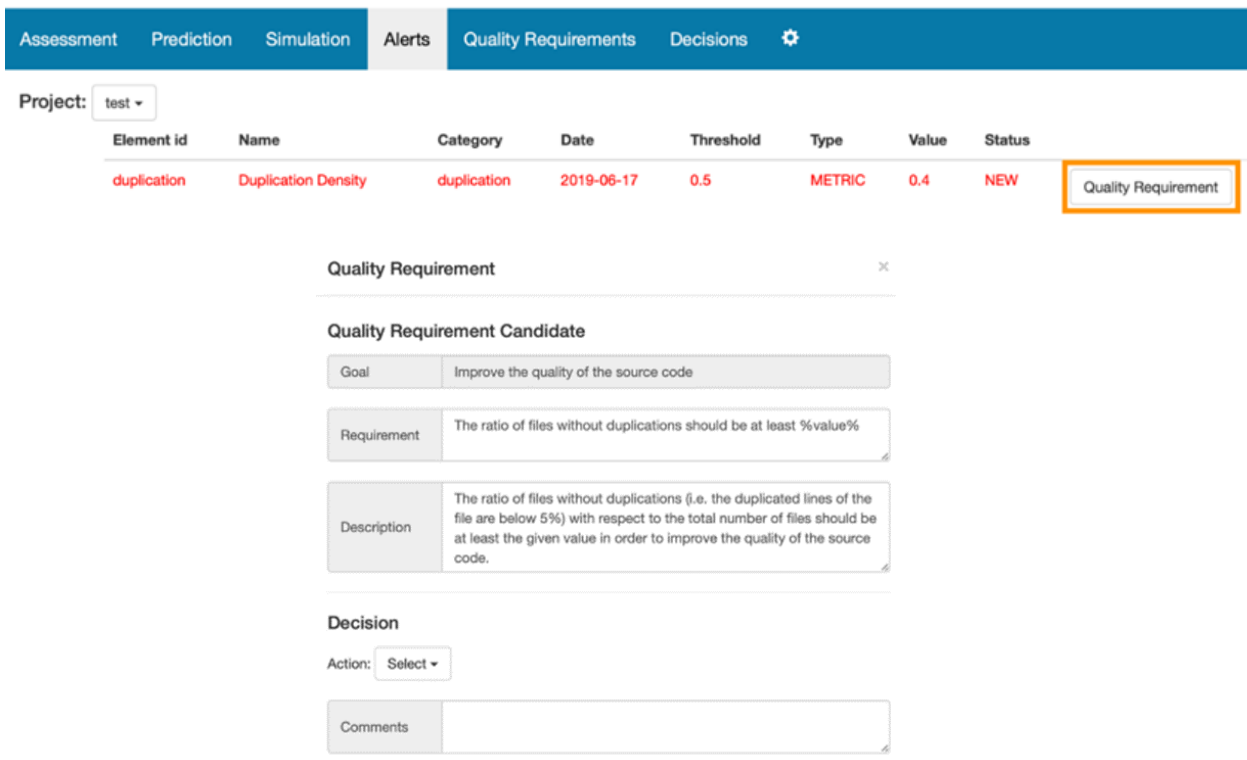 Assessment Prediction Simulation Alerts Quality Requirements Decisions
Project: test
Element id Name Category Date Threshold Type Value Status
duplication Duplication Density duplication 2019-06-17 0.5 METRIC 0.4 NEW Quality Requirement
Quality Requirement ×
Quality Requirement Candidate
Goal Improve the quality of the source code
Requirement The ratio of files without duplications should be at least %value%
Description The ratio of files without duplications (i.e. the duplicated lines of the
file are below 5%) with respect to the total number of files should be
at least the given value in order to improve the quality of the source
code.
Decision
Action: Select
Comments